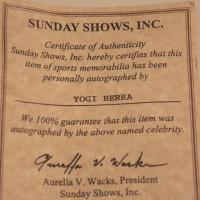 SUNDAY SHOWS, INC.
Certificate of Authenticity
Sunday Shows, Inc. hereby certifies that this
item of sports memorabilia has been
personally autographed by
YOGI BERRA
We 100% guarantee that this item was
autographed by the above named celebrity.
Aurella V. Wacks
Aurella V. Wacks, President
Sunday Shows, Inc.